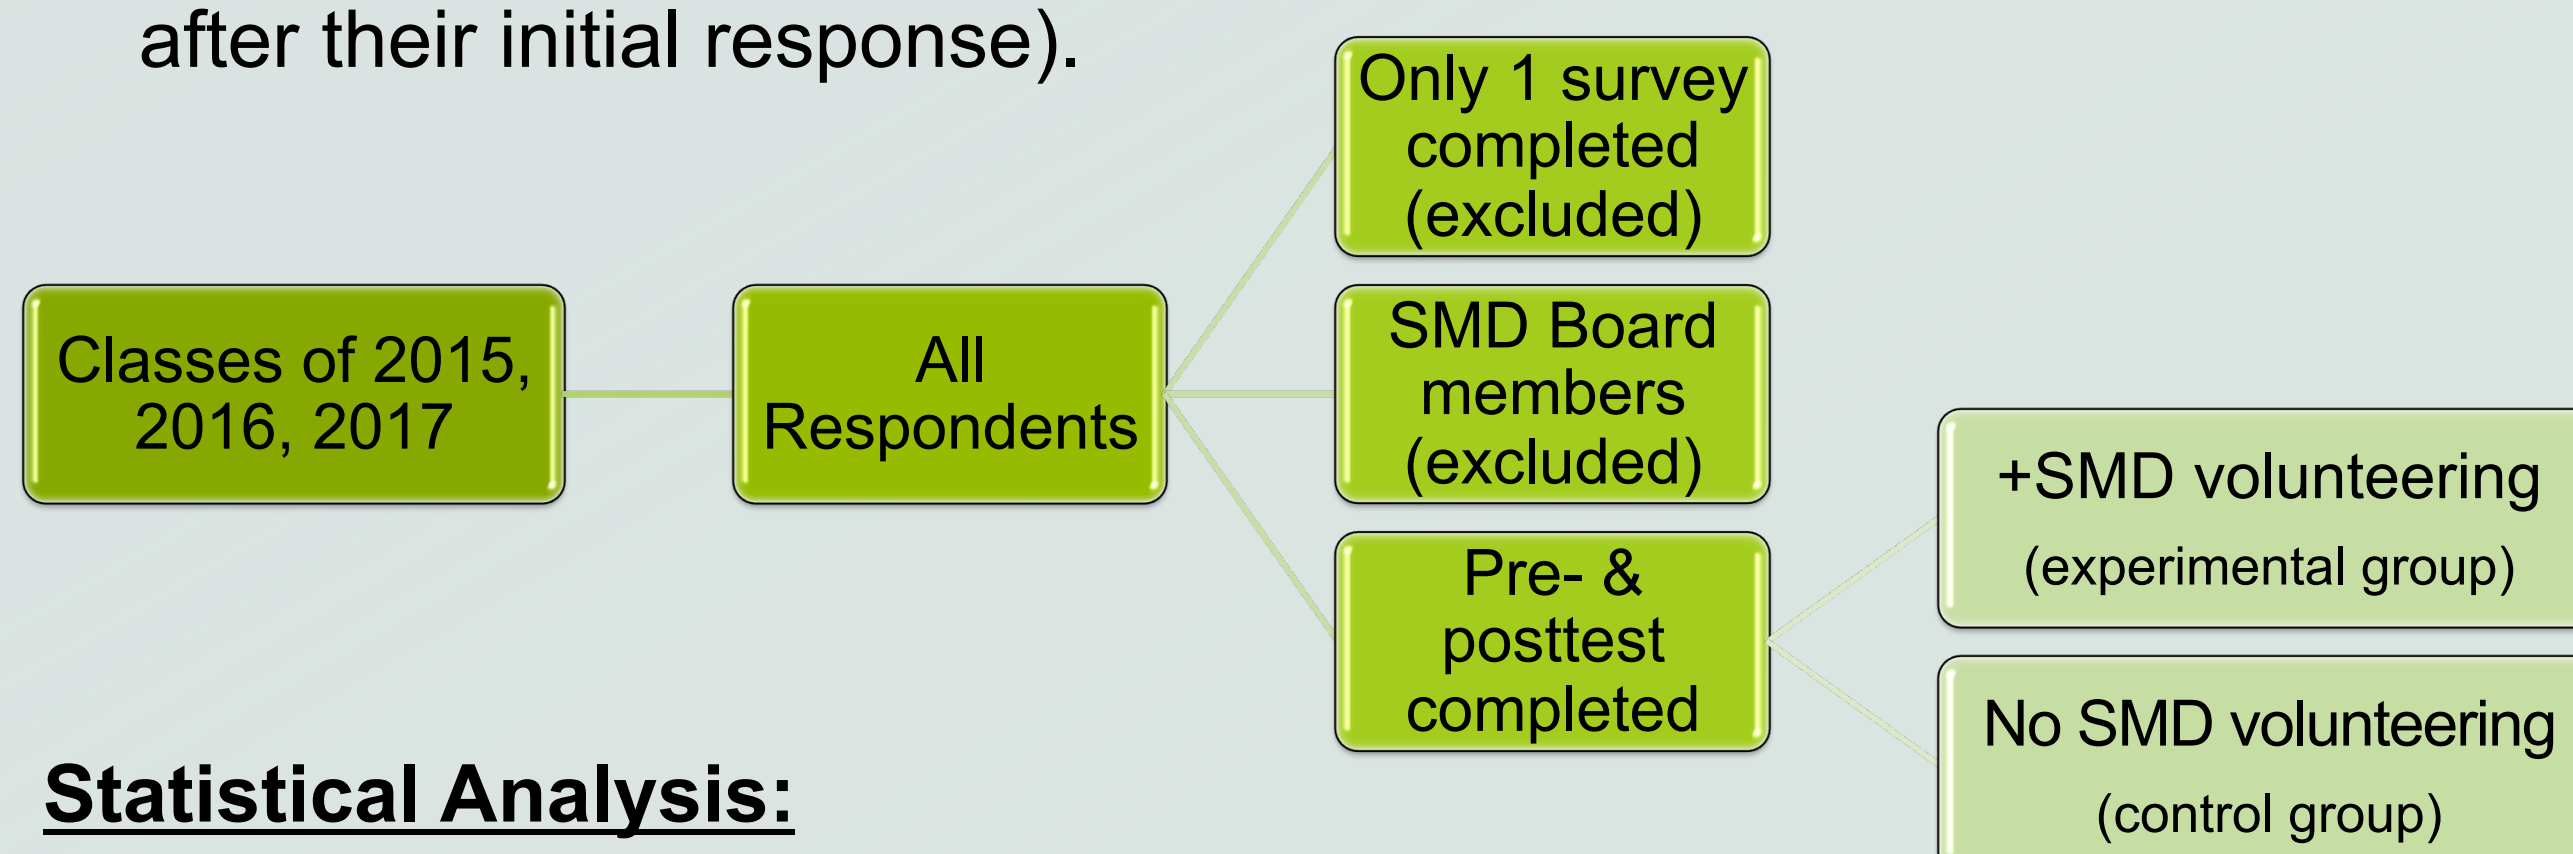 after their initial response).
Only 1 survey
completed
(excluded)
Classes of 2015,
2016, 2017
All
Respondents
SMD Board
members
(excluded)
Pre- &
posttest
completed
+SMD volunteering
(experimental group)
No SMD volunteering
(control group)
Statistical Analysis: